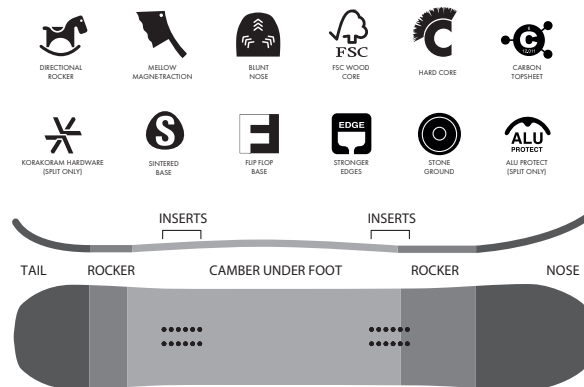 FSC
C
DIRECTIONAL
ROCKER
MELLOW
MAGNE-TRACTION
BLUNT
NOSE
FSC WOOD
CORE
HARD CORE
CARBON
TOPSHEET
S
F
EDGE
ALU
PROTECT
KORAKORAM HARDWARE
(SPLIT ONLY)
SINTERED
BASE
FLIP FLOP
BASE
STRONGER
EDGES
STONE
GROUND
ALU PROTECT
(SPLIT ONLY)
INSERTS INSERTS
TAIL ROCKER CAMBER UNDER FOOT ROCKER NOSE